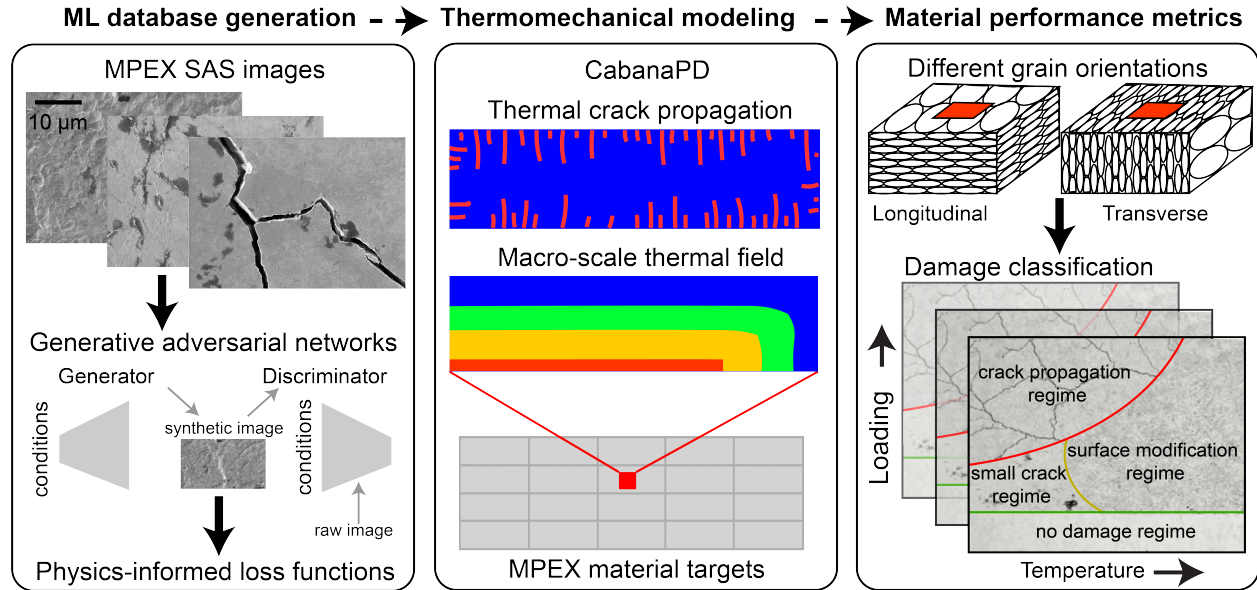 ML database generation
Thermomechanical modeling
Material performance metrics
MPEX SAS images
10 µm
Generative adversarial networks
Generator
Discriminator
conditions
synthetic image
conditions
raw image
Physics-informed loss functions
CabanaPD
Thermal crack propagation
Macro-scale thermal field
MPEX material targets
Different grain orientations
Longitudinal
Transverse
Damage classification
Loading
crack propagation
regime
surface modification
regime
small crack
regime
no damage regime
Temperature